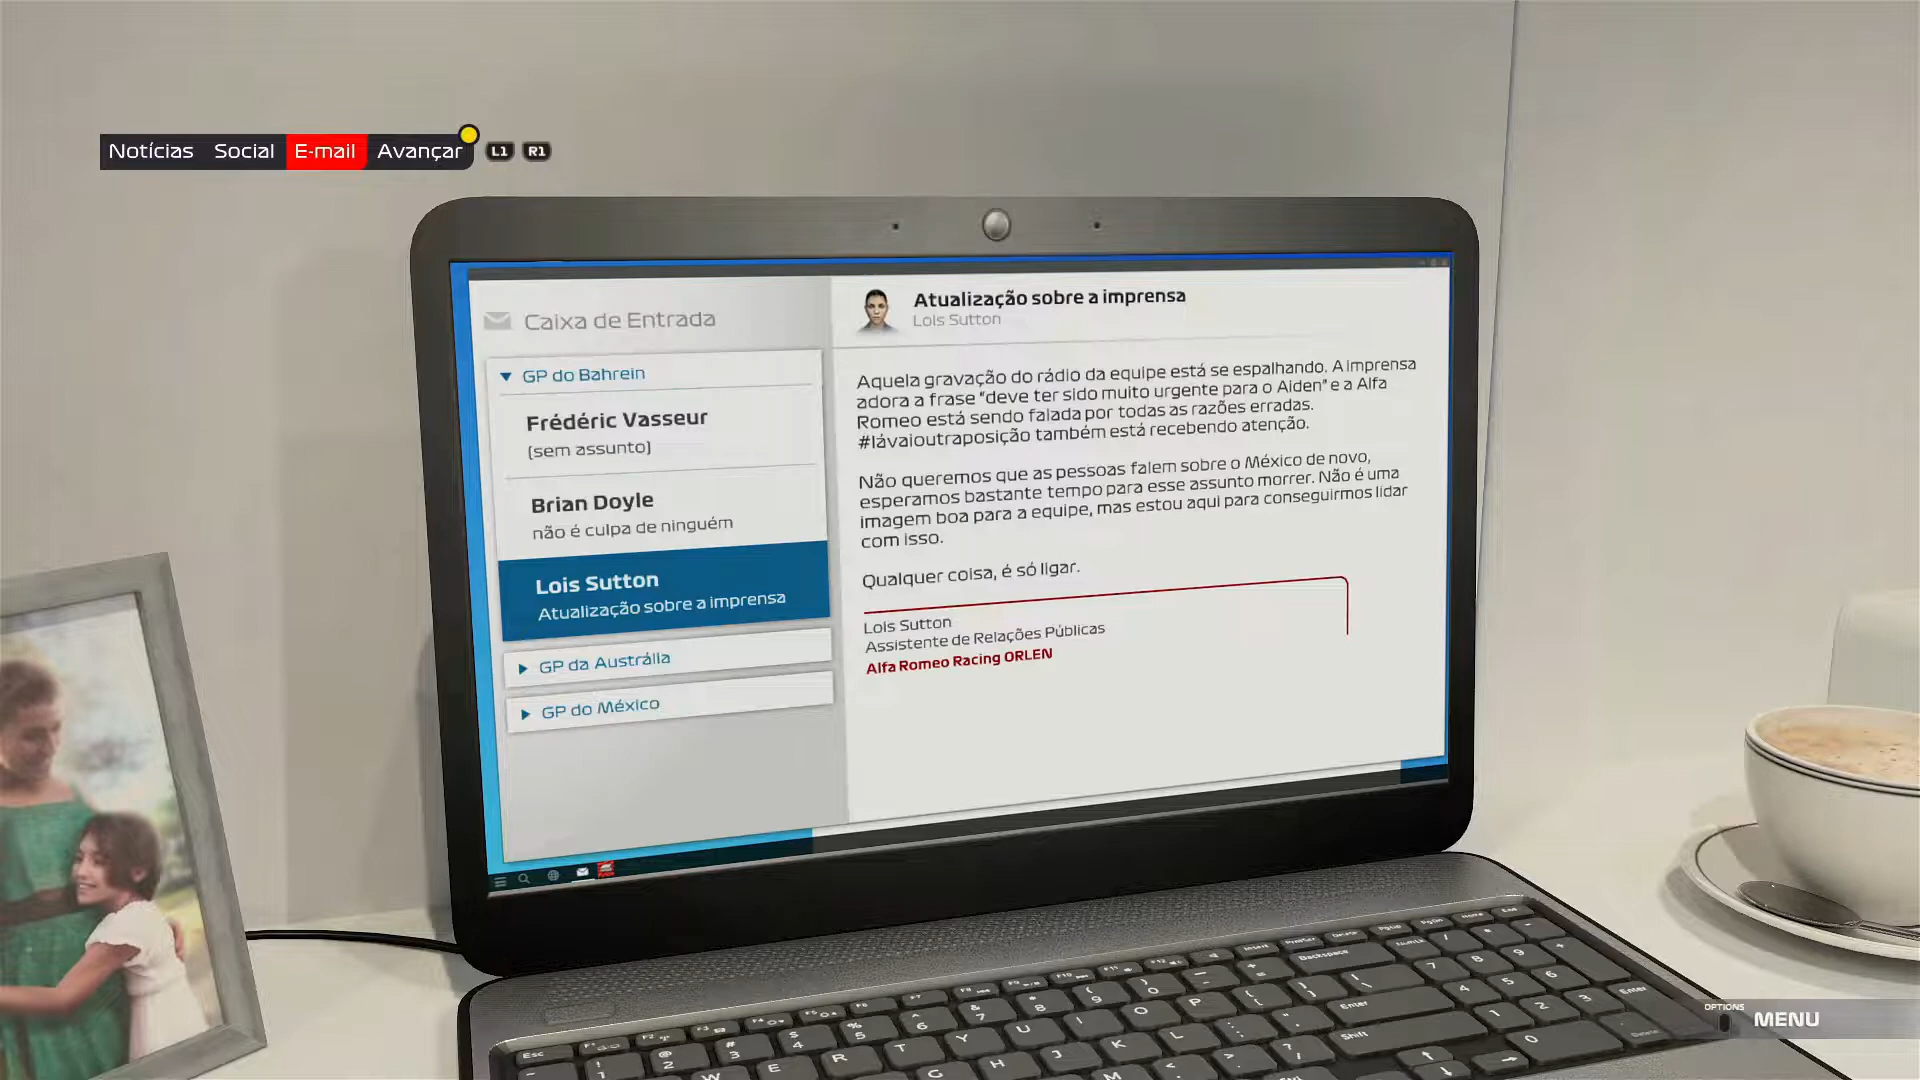 Notícias Social E-mail Avançar L1 R1
Caixa de Entrada
GP do Bahrein
Frédéric Vasseur
(sem assunto)
Brian Doyle
não é culpa de ninguém
Lois Sutton
Atualização sobre a imprensa
GP da Austrália
GP do México
Atualização sobre a imprensa
Lois Sutton
Aquela gravação do rádio da equipe está se espalhando. A imprensa
adora a frase "deve ter sido muito urgente para o Aiden" e a Alfa
Romeo está sendo falada por todas as razões erradas.
#lávaioutraposição também está recebendo atenção.
Não queremos que as pessoas falem sobre o México de novo,
esperamos bastante tempo para esse assunto morrer. Não é uma
imagem boa para a equipe, mas estou aqui para conseguirmos lidar
com isso.
Qualquer coisa, é só ligar.
Lois Sutton
Assistente de Relações Públicas
Alfa Romeo Racing ORLEN
OPTIONS
MENU
Backspace
Enter
Shift
Esc